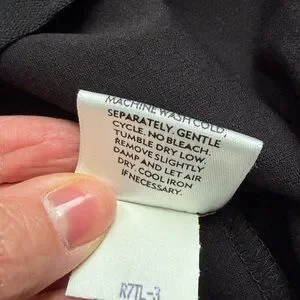 MACHINE WASH COLD,
SEPARATELY. GENTLE
CYCLE. NO BLEACH.
TUMBLE DRY LOW.
REMOVE SLIGHTLY
DAMP AND LET AIR
DRY. COOL IRON
IF NECESSARY.
R7TL-3